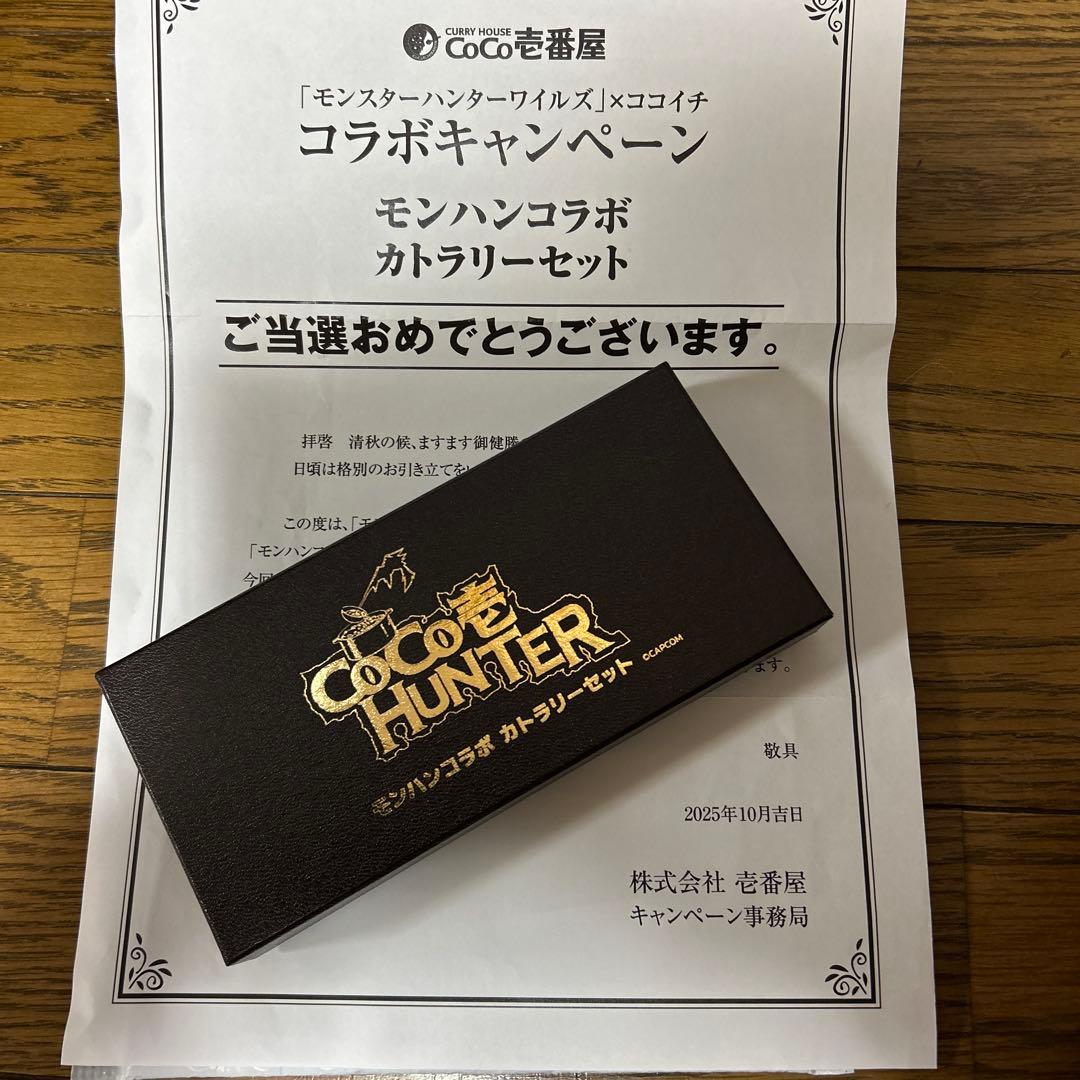 CURRY HOUSE
CoCo壱番屋
「モンスターハンターワイルズ」×ココイチ
コラボキャンペーン
モンハンコラボ
カトラリーセット
ご当選おめでとうございます。
拝啓 清秋の候、ますます御健勝
日頃は格別のお引き立てを
この度は、「モ
「モンハン
今回
ます。
CoCo壱
HUNTER
©CAPCOM
モンハンコラボ カトラリーセット
敬具
2025年10月吉日
株式会社 壱番屋
キャンペーン事務局